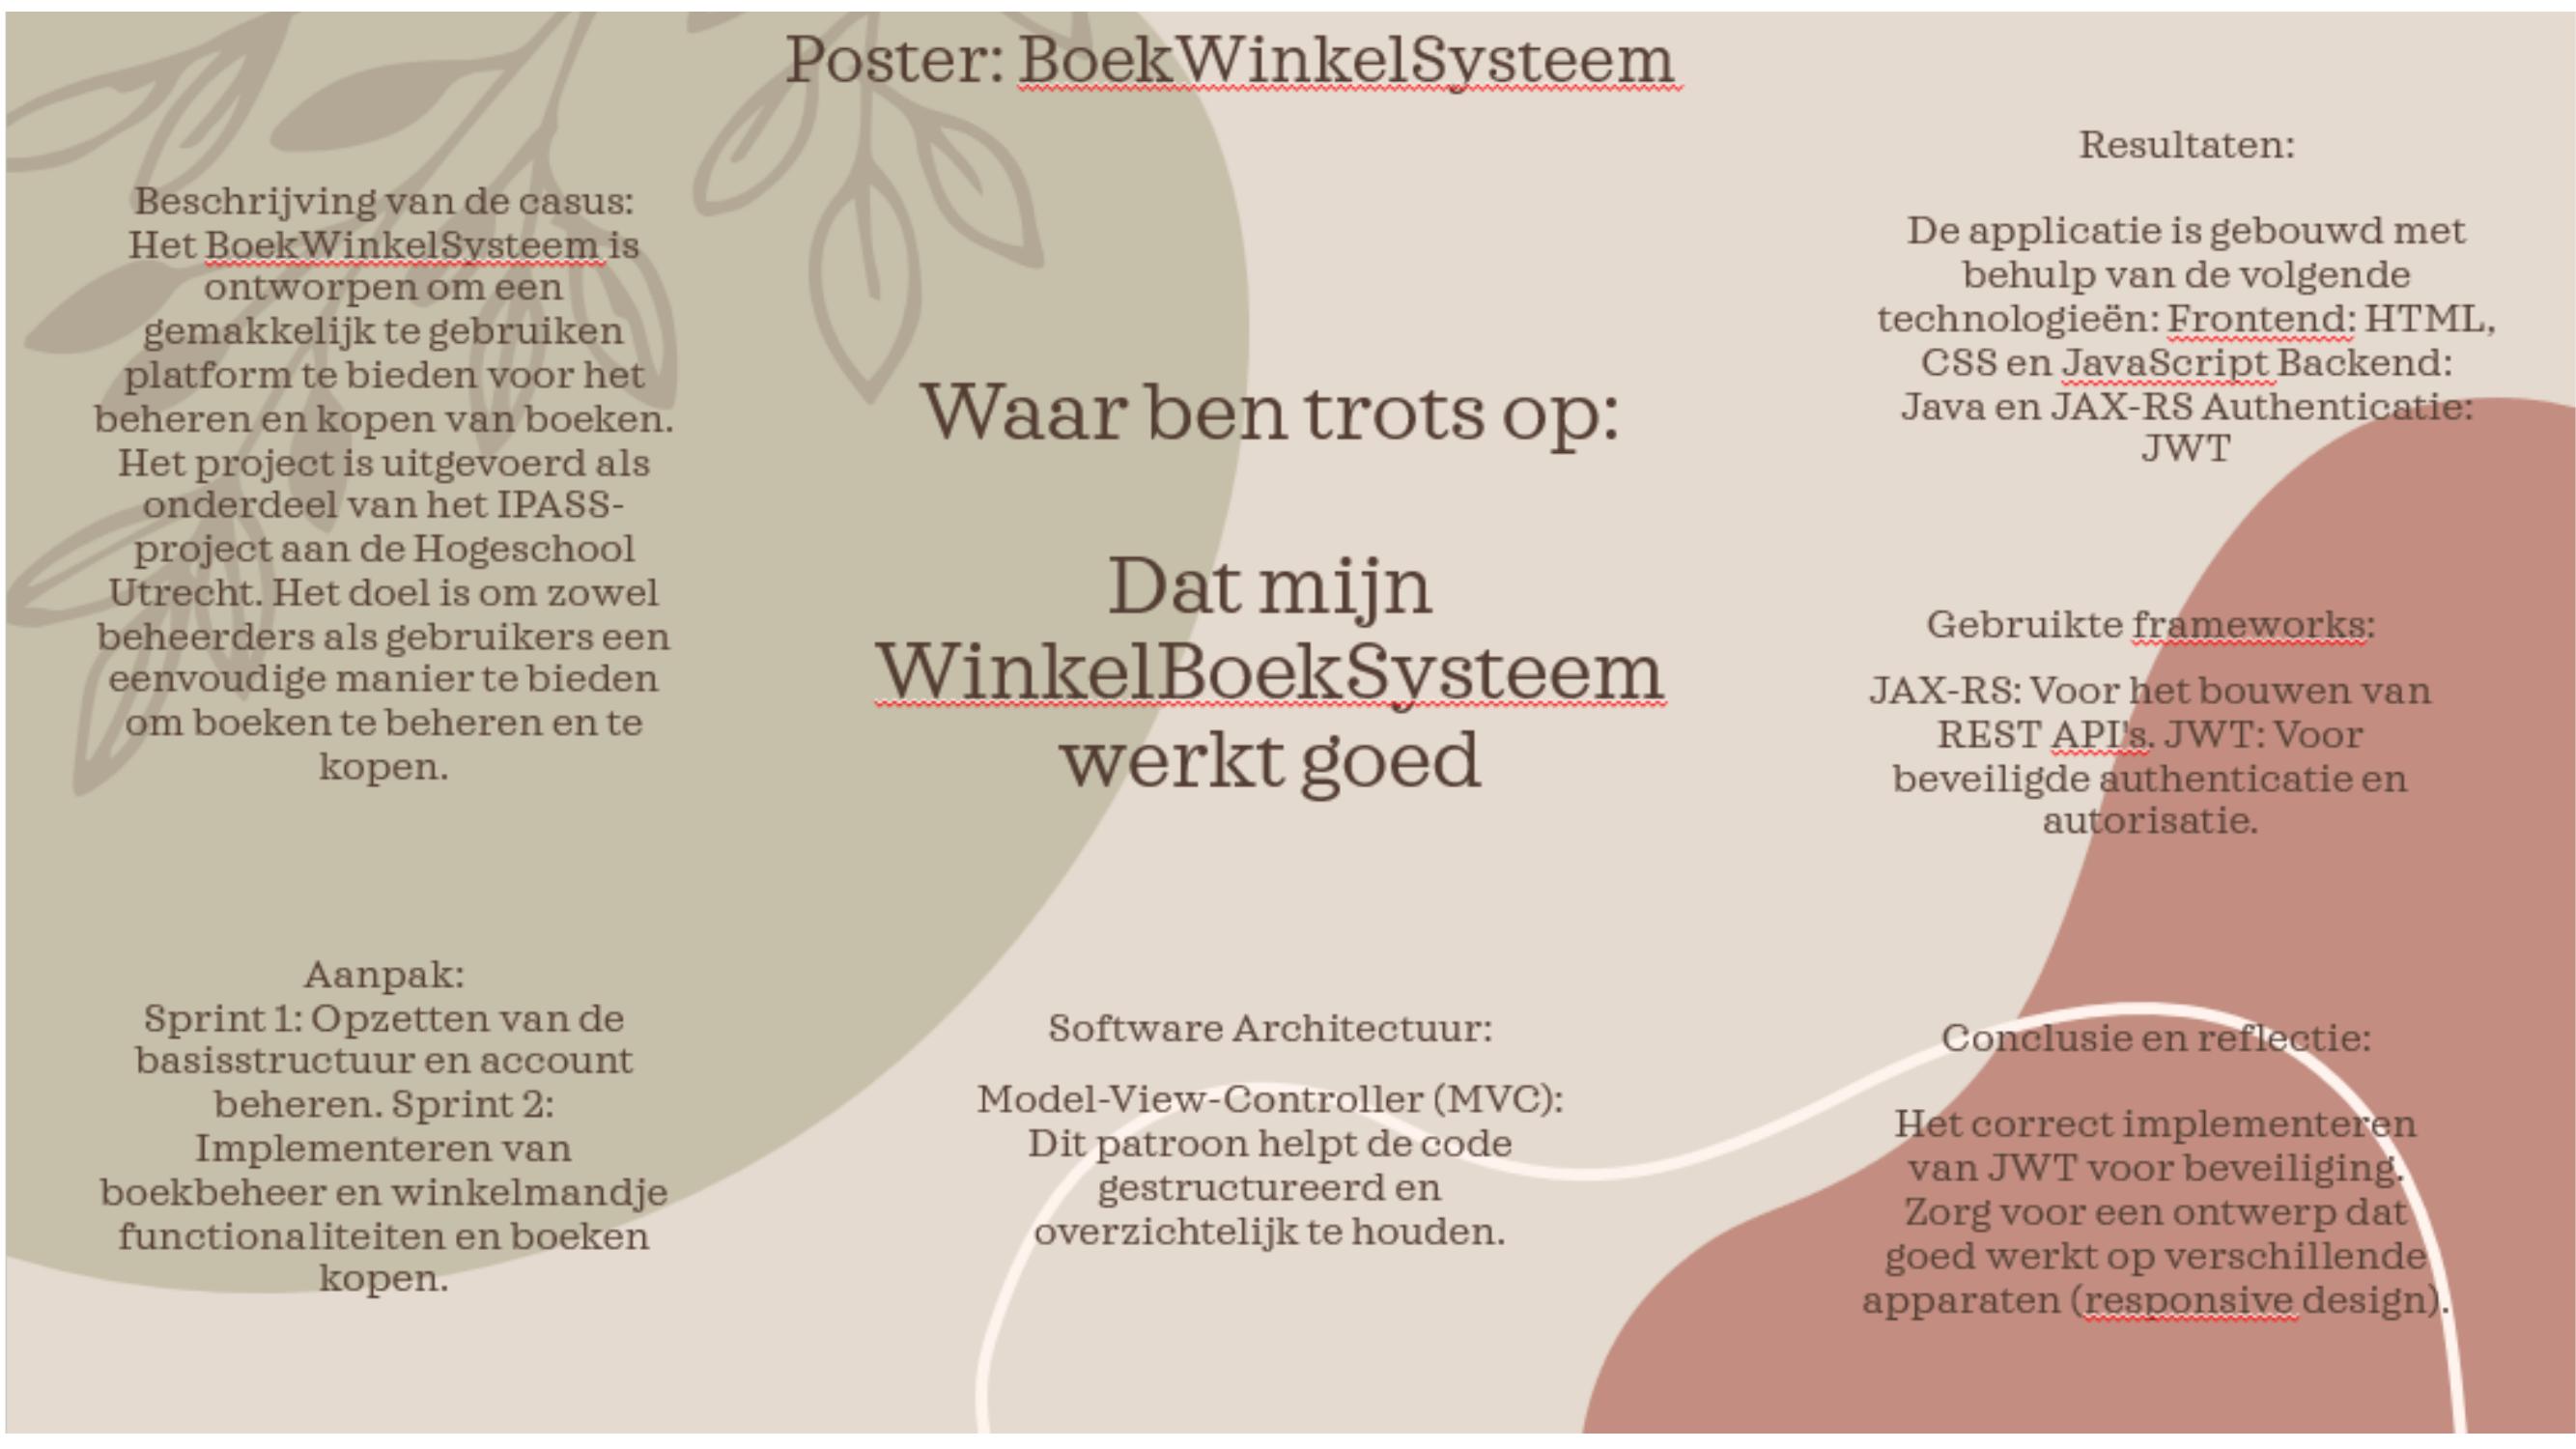 Poster: BoekWinkelSysteem
Beschrijving van de casus:
Het BoekWinkelSysteem is
ontworpen om een
gemakkelijk te gebruiken
platform te bieden voor het
beheren en kopen van boeken.
Het project is uitgevoerd als
onderdeel van het IPASS-
project aan de Hogeschool
Utrecht. Het doel is om zowel
beheerders als gebruikers een
eenvoudige manier te bieden
om boeken te beheren en te
kopen.
Aanpak:
Sprint 1: Opzetten van de
basisstructuur en account
beheren. Sprint 2:
Implementeren van
boekbeheer en winkelmandje
functionaliteiten en boeken
kopen.
Waar ben trots op:
Dat mijn
WinkelBoekSysteem
werkt goed
Software Architectuur:
Model-View-Controller (MVC):
Dit patroon helpt de code
gestructureerd en
overzichtelijk te houden.
Resultaten:
De applicatie is gebouwd met
behulp van de volgende
technologieën: Frontend: HTML,
CSS en JavaScript Backend:
Java en JAX-RS Authenticatie:
JWT
Gebruikte frameworks:
JAX-RS: Voor het bouwen van
REST API's. JWT: Voor
beveiligde authenticatie en
autorisatie.
Conclusie en reflectie:
Het correct implementeren
van JWT voor beveiliging.
Zorg voor een ontwerp dat
goed werkt op verschillende
apparaten (responsive design).